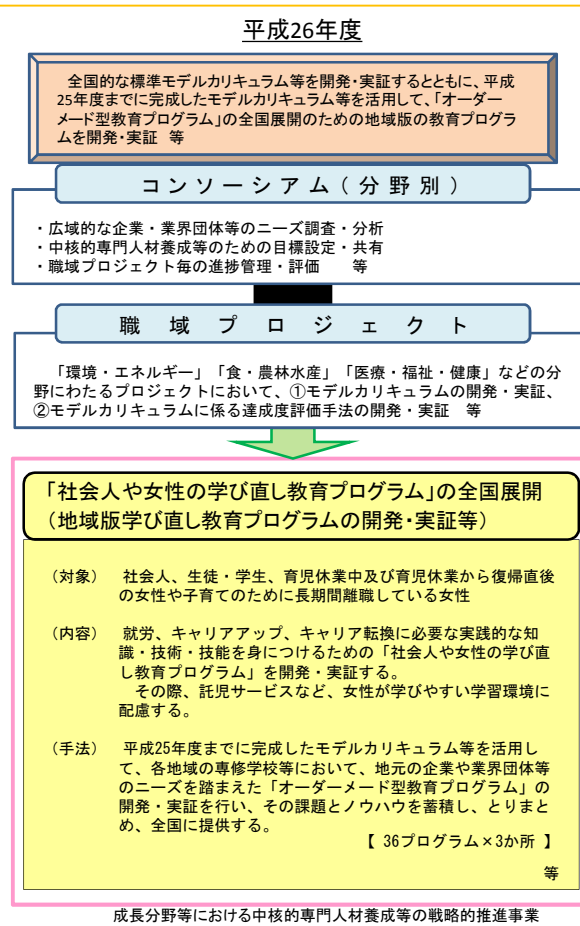 平成26年度
全国的な標準モデルカリキュラム等を開発・実証するとともに、平成
25年度までに完成したモデルカリキュラム等を活用して、「オーダー
メード型教育プログラム」の全国展開のための地域版の教育プログラ
ムを開発・実証　等
コンソーシアム（分野別）
・広域的な企業・業界団体等のニーズ調査・分析
・中核的専門人材養成等のための目標設定・共有
・職域プロジェクト毎の進捗管理・評価　　等
職域プロジェクト
「環境・エネルギー」「食・農林水産」「医療・福祉・健康」などの分
野にわたるプロジェクトにおいて、①モデルカリキュラムの開発・実証、
②モデルカリキュラムに係る達成度評価手法の開発・実証　等
「社会人や女性の学び直し教育プログラム」の全国展開
（地域版学び直し教育プログラムの開発・実証等）
（対象）　社会人、生徒・学生、育児休業中及び育児休業から復帰直後
の女性や子育てのために長期間離職している女性
（内容）　就労、キャリアアップ、キャリア転換に必要な実践的な知
識・技術・技能を身につけるための「社会人や女性の学び直
し教育プログラム」を開発・実証する。
その際、託児サービスなど、女性が学びやすい学習環境に
配慮する。
（手法）　平成25年度までに完成したモデルカリキュラム等を活用し
て、各地域の専修学校等において、地元の企業や業界団体等
のニーズを踏まえた「オーダーメード型教育プログラム」の
開発・実証を行い、その課題とノウハウを蓄積し、とりまと
め、全国に提供する。
【 36プログラム×3か所 】
等
成長分野等における中核的専門人材養成等の戦略的推進事業